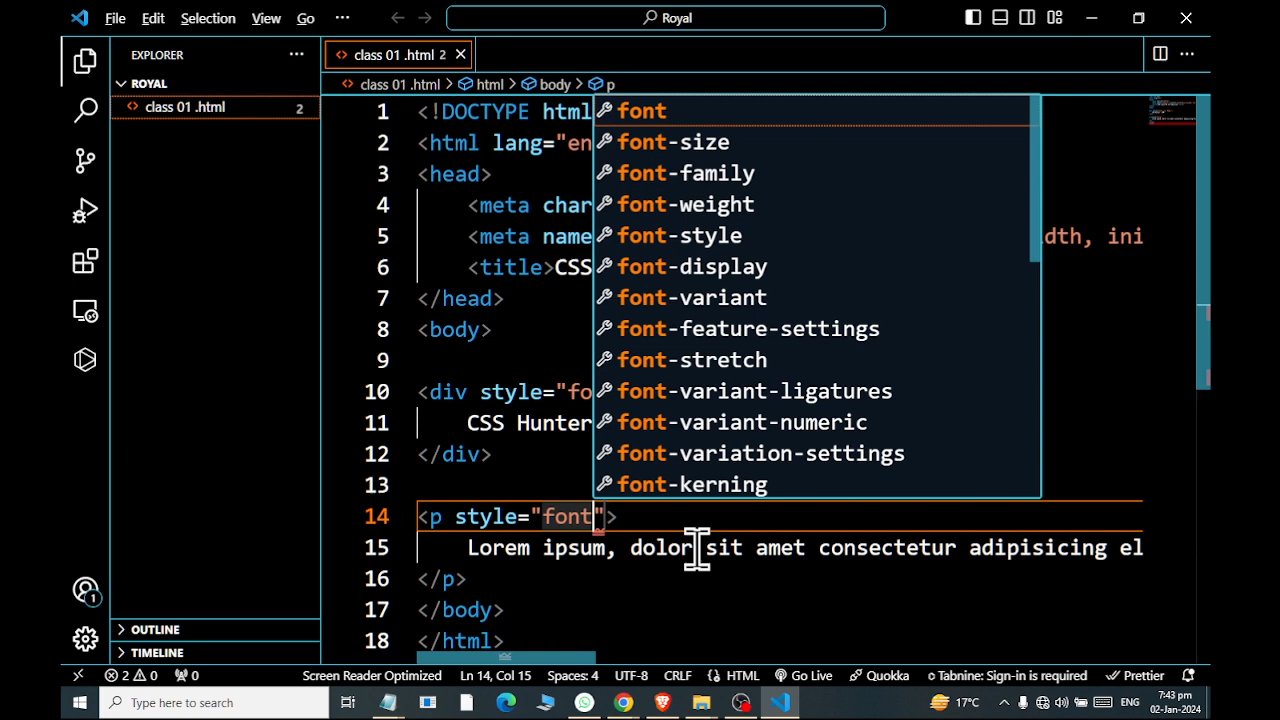 File Edit Selection View Go ··· Royal
EXPLORER ···
class 01 .html 2
ROYAL
class 01 .html > html > body > p
class 01 .html 2
1 <!DOCTYPE html
2 <html lang="en
3 <head>
4 <meta char
5 <meta name dth, ini
6 <title>CSS
7 </head>
8 <body>
9
10 <div style="fo
11 CSS Hunter
12 </div>
13
14 <p style="font">
15 Lorem ipsum, dolor sit amet consectetur adipisicing el
16 </p>
17 </body>
18 </html>
font
font-size
font-family
font-weight
font-style
font-display
font-variant
font-feature-settings
font-stretch
font-variant-ligatures
font-variant-numeric
font-variation-settings
font-kerning
1
OUTLINE
TIMELINE
2 0 0 Screen Reader Optimized Ln 14, Col 15 Spaces: 4 UTF-8 CRLF HTML Go Live Quokka Tabnine: Sign-in is required Prettier
Type here to search 17°C ENG 7:43 pm
02-Jan-2024